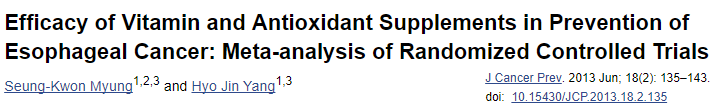 Efficacy of Vitamin and Antioxidant Supplements in Prevention of
Esophageal Cancer: Meta-analysis of Randomized Controlled Trials
Seung-Kwon Myung1,2,3 and Hyo Jin Yang1,3
J Cancer Prev. 2013 Jun; 18(2): 135–143.
doi: 10.15430/JCP.2013.18.2.135